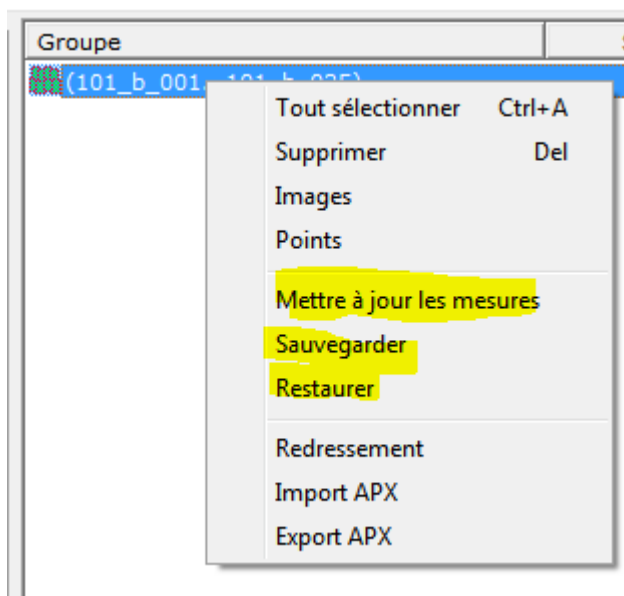 Groupe
(101_b_001.
Tout sélectionner Ctrl+A
Supprimer Del
Images
Points
Mettre à jour les mesures
Sauvegarder
Restaurer
Redressement
Import APX
Export APX